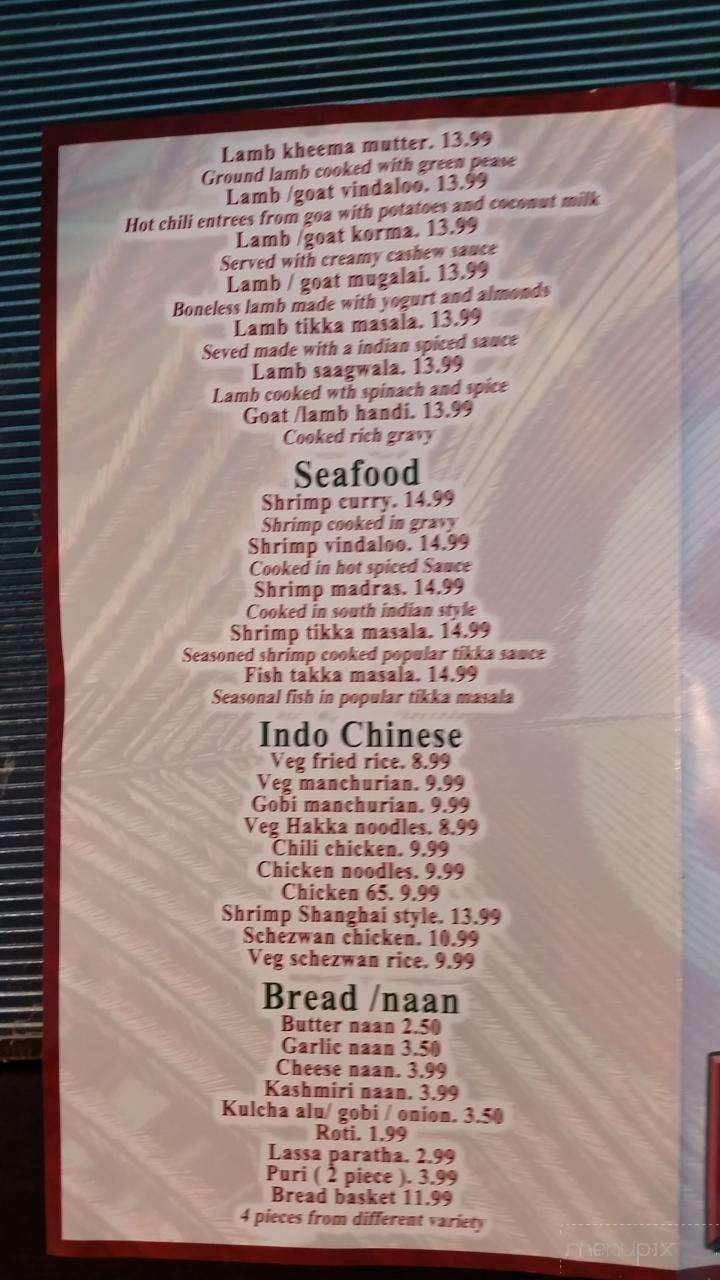 Lamb kheema mutter. 13.99
Ground lamb cooked with green pease
Lamb /goat vindaloo. 13.99
Hot chili entrees from goa with potatoes and coconut milk
Lamb /goat korma. 13.99
Served with creamy cashew sauce
Lamb / goat mugalai. 13.99
Boneless lamb made with yogurt and almonds
Lamb tikka masala. 13.99
Seved made with a indian spiced sauce
Lamb saagwala. 13.99
Lamb cooked wth spinach and spice
Goat /lamb handi. 13.99
Cooked rich gravy
Seafood
Shrimp curry. 14.99
Shrimp cooked in gravy
Shrimp vindaloo. 14.99
Cooked in hot spiced Sauce
Shrimp madras. 14.99
Cooked in south indian style
Shrimp tikka masala. 14.99
Seasoned shrimp cooked popular tikka sauce
Fish takka masala. 14.99
Seasonal fish in popular tikka masala
Indo Chinese
Veg fried rice. 8.99
Veg manchurian. 9.99
Gobi manchurian. 9.99
Veg Hakka noodles. 8.99
Chili chicken. 9.99
Chicken noodles. 9.99
Chicken 65. 9.99
Shrimp Shanghai style. 13.99
Schezwan chicken. 10.99
Veg schezwan rice. 9.99
Bread /naan
Butter naan 2.50
Garlic naan 3.50
Cheese naan. 3.99
Kashmiri naan. 3.99
Kulcha alu/ gobi / onion. 3.50
Roti. 1.99
Lassa paratha. 2.99
Puri ( 2 piece ). 3.99
Bread basket 11.99
4 pieces from different variety
menupix